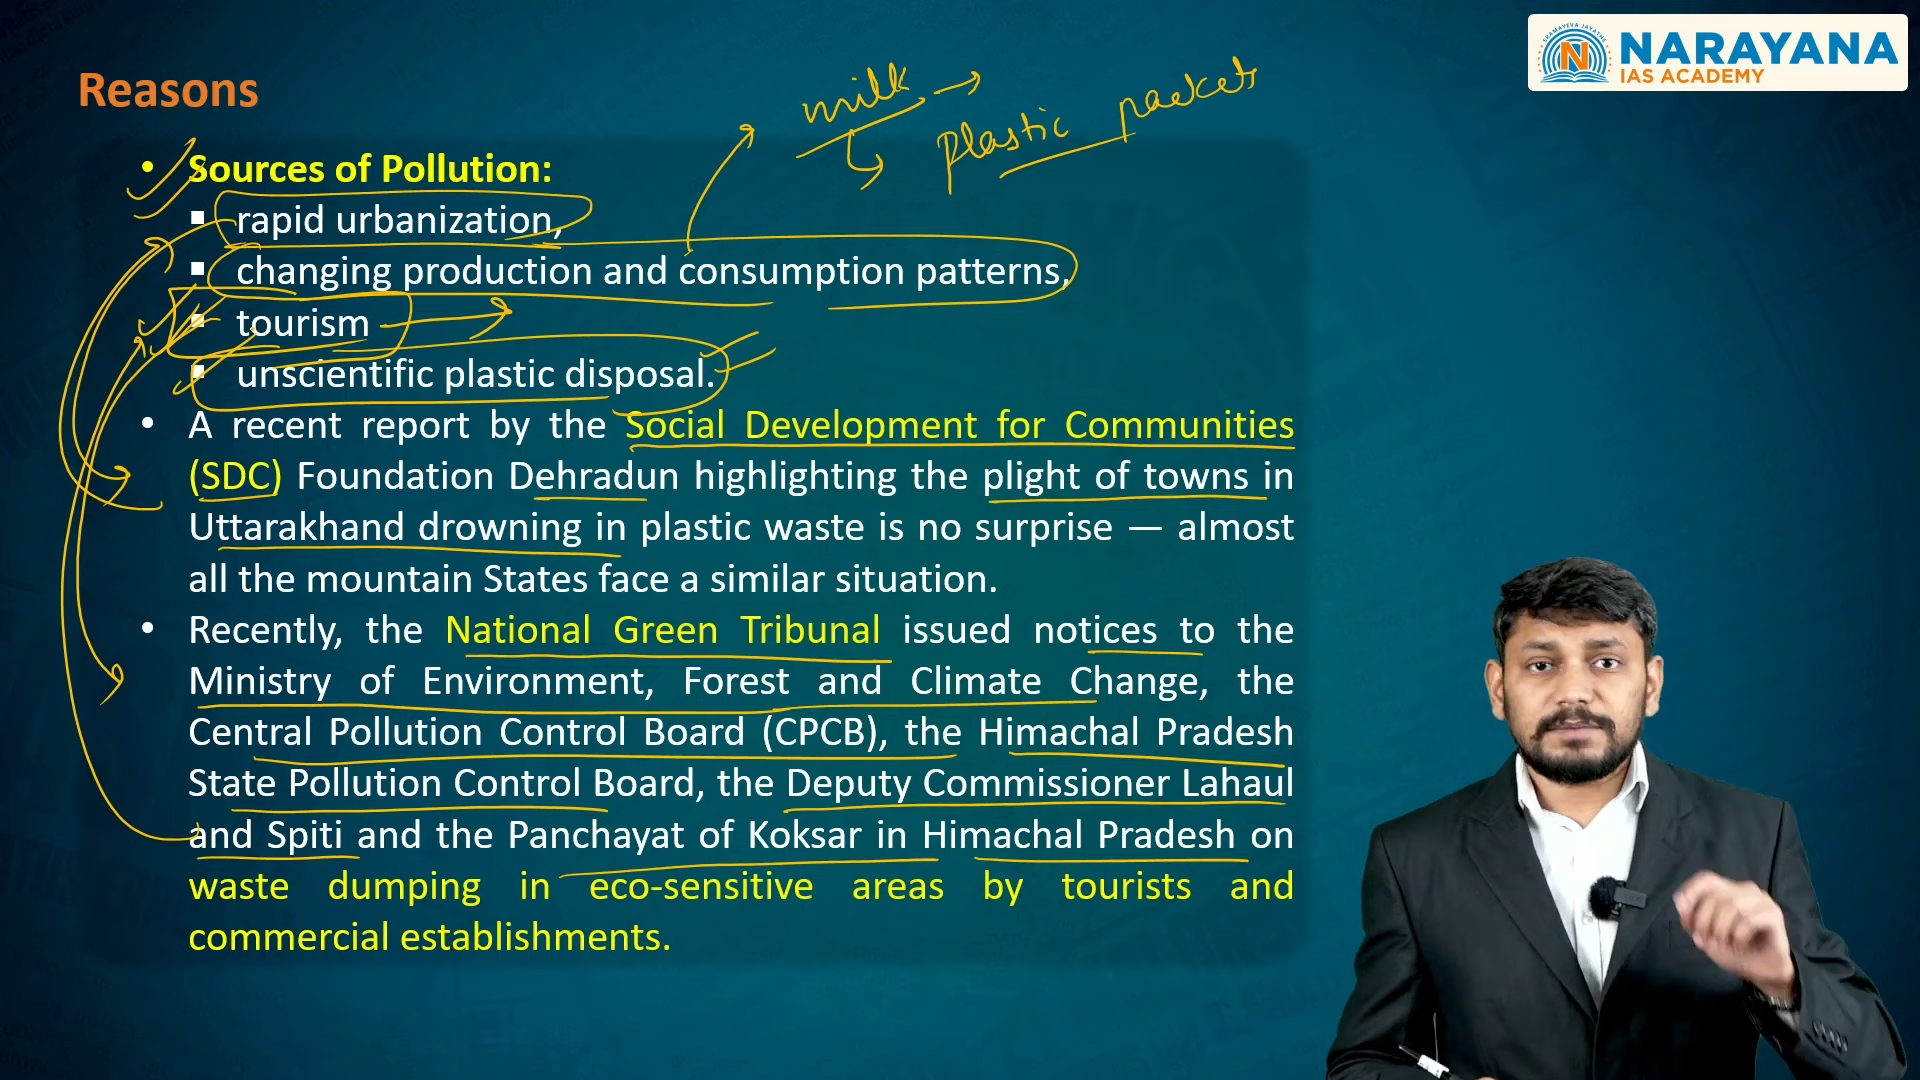 SRAMAYEVA JAYATHE
N
NARAYANA
IAS ACADEMY
Reasons
milk →
plastic packets
• Sources of Pollution:
▪ rapid urbanization,
▪ changing production and consumption patterns,
▪ tourism
▪ unscientific plastic disposal.
• A recent report by the Social Development for Communities
(SDC) Foundation Dehradun highlighting the plight of towns in
Uttarakhand drowning in plastic waste is no surprise — almost
all the mountain States face a similar situation.
• Recently, the National Green Tribunal issued notices to the
Ministry of Environment, Forest and Climate Change, the
Central Pollution Control Board (CPCB), the Himachal Pradesh
State Pollution Control Board, the Deputy Commissioner Lahaul
and Spiti and the Panchayat of Koksar in Himachal Pradesh on
waste dumping in eco-sensitive areas by tourists and
commercial establishments.